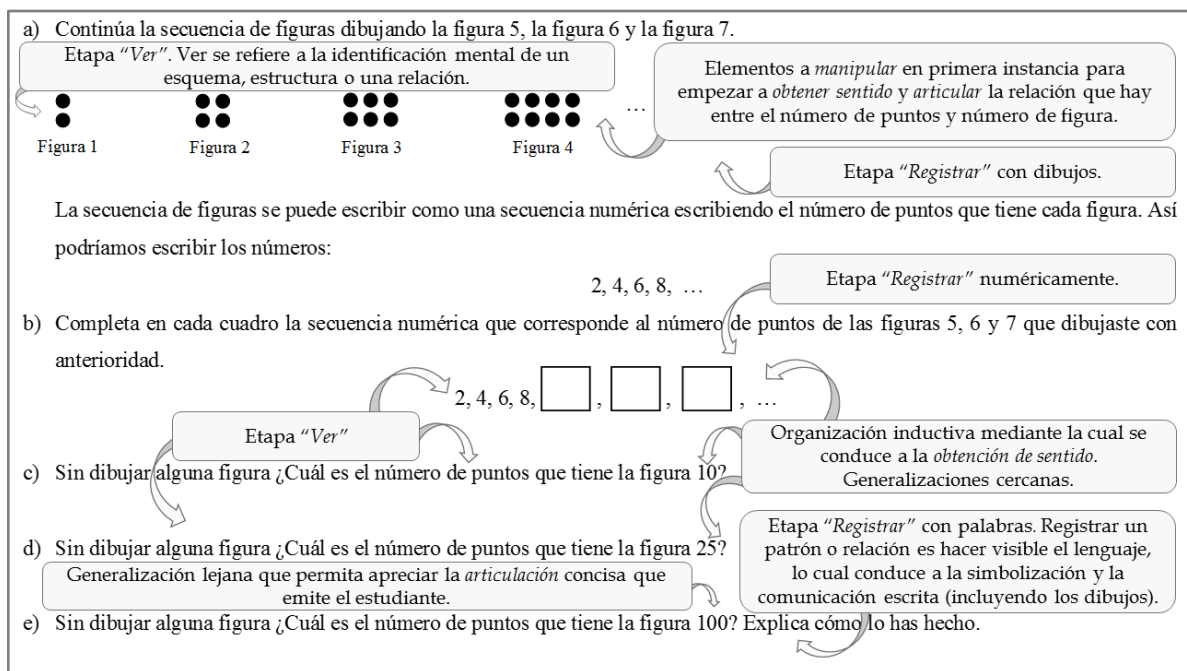 a) Continúa la secuencia de figuras dibujando la figura 5, la figura 6 y la figura 7.
Etapa “Ver”. Ver se refiere a la identificación mental de un
esquema, estructura o una relación.
Elementos a manipular en primera instancia para
empezar a obtener sentido y articular la relación que hay
entre el número de puntos y número de figura.
...
Figura 1 Figura 2 Figura 3 Figura 4
Etapa “Registrar” con dibujos.
La secuencia de figuras se puede escribir como una secuencia numérica escribiendo el número de puntos que tiene cada figura. Así
podríamos escribir los números:
2, 4, 6, 8, ...
Etapa “Registrar” numéricamente.
b) Completa en cada cuadro la secuencia numérica que corresponde al número de puntos de las figuras 5, 6 y 7 que dibujaste con
anterioridad.
2, 4, 6, 8, , , , ...
Etapa “Ver”
Organización inductiva mediante la cual se
conduce a la obtención de sentido.
Generalizaciones cercanas.
c) Sin dibujar alguna figura ¿Cuál es el número de puntos que tiene la figura 10?
Etapa “Registrar” con palabras. Registrar un
patrón o relación es hacer visible el lenguaje,
lo cual conduce a la simbolización y la
comunicación escrita (incluyendo los dibujos).
d) Sin dibujar alguna figura ¿Cuál es el número de puntos que tiene la figura 25?
Generalización lejana que permita apreciar la articulación concisa que
emite el estudiante.
e) Sin dibujar alguna figura ¿Cuál es el número de puntos que tiene la figura 100? Explica cómo lo has hecho.